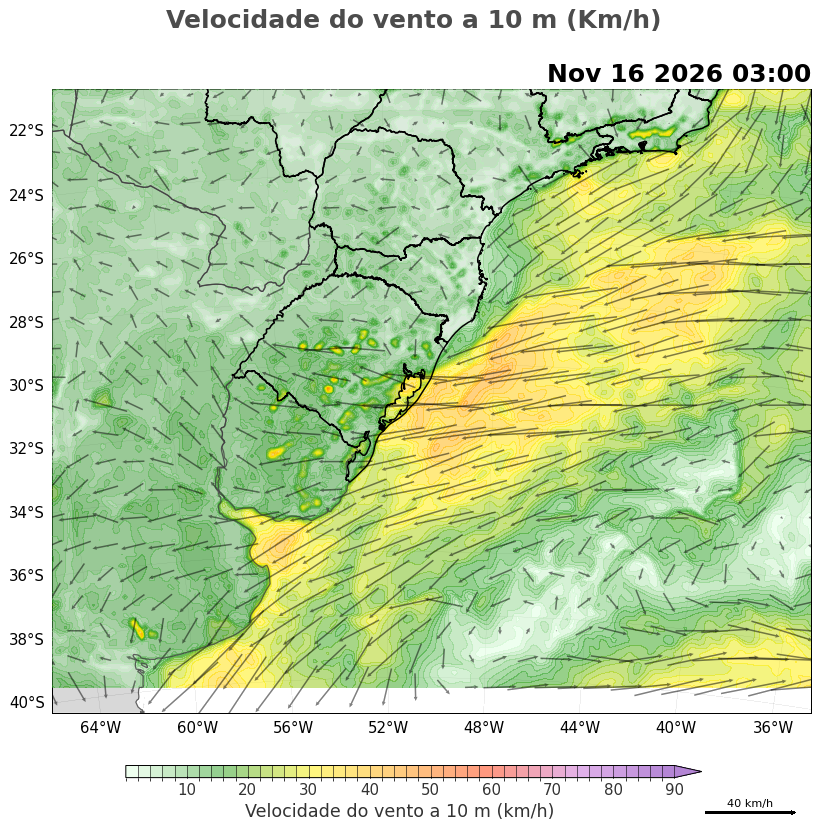 Velocidade do vento a 10 m (Km/h)
Nov 16 2026 03:00
22°S
24°S
26°S
28°S
30°S
32°S
34°S
36°S
38°S
40°S
64°W 60°W 56°W 52°W 48°W 44°W 40°W 36°W
10 20 30 40 50 60 70 80 90
Velocidade do vento a 10 m (km/h)
40 km/h